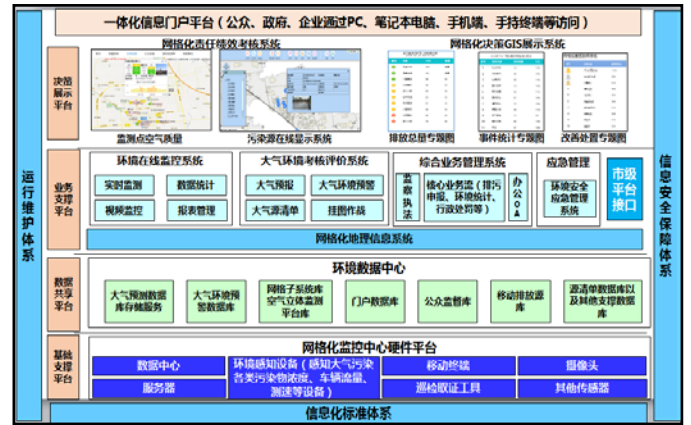 一体化信息门户平台（公众、政府、企业通过PC、笔记本电脑、手机端、手持终端等访问）
运行维护体系
信息安全保障体系
决策
展示
平台
网格化责任绩效考核系统
网格化决策GIS展示系统
监测点空气质量
污染源在线显示系统
排放总量专题图
事件统计专题图
改善处置专题图
业务
支撑
平台
环境在线监控系统
实时监测
数据统计
视频监控
报表管理
大气环境考核评价系统
大气预报
大气环境预警
大气源清单
挂图作战
综合业务管理系统
监察执法
核心业务流（排污
申报、环境统计、
行政处罚等）
办公OA
应急管理
环境安全
应急管理
系统
市级
平台
接口
网格化地理信息系统
数据
共享
平台
环境数据中心
大气预测数据
库存储服务
大气环境预
警数据库
网格子系统库
空气立体监测
平台库
门户数据库
公众监督库
移动排放源
库
源清单数据库以
及其他支撑数据
库
基础
支撑
平台
网格化监控中心硬件平台
数据中心
环境感知设备（感知大气污染
各类污染物浓度、车辆流量、
测速等设备）
移动终端
摄像头
服务器
巡检取证工具
其他传感器
信息化标准体系